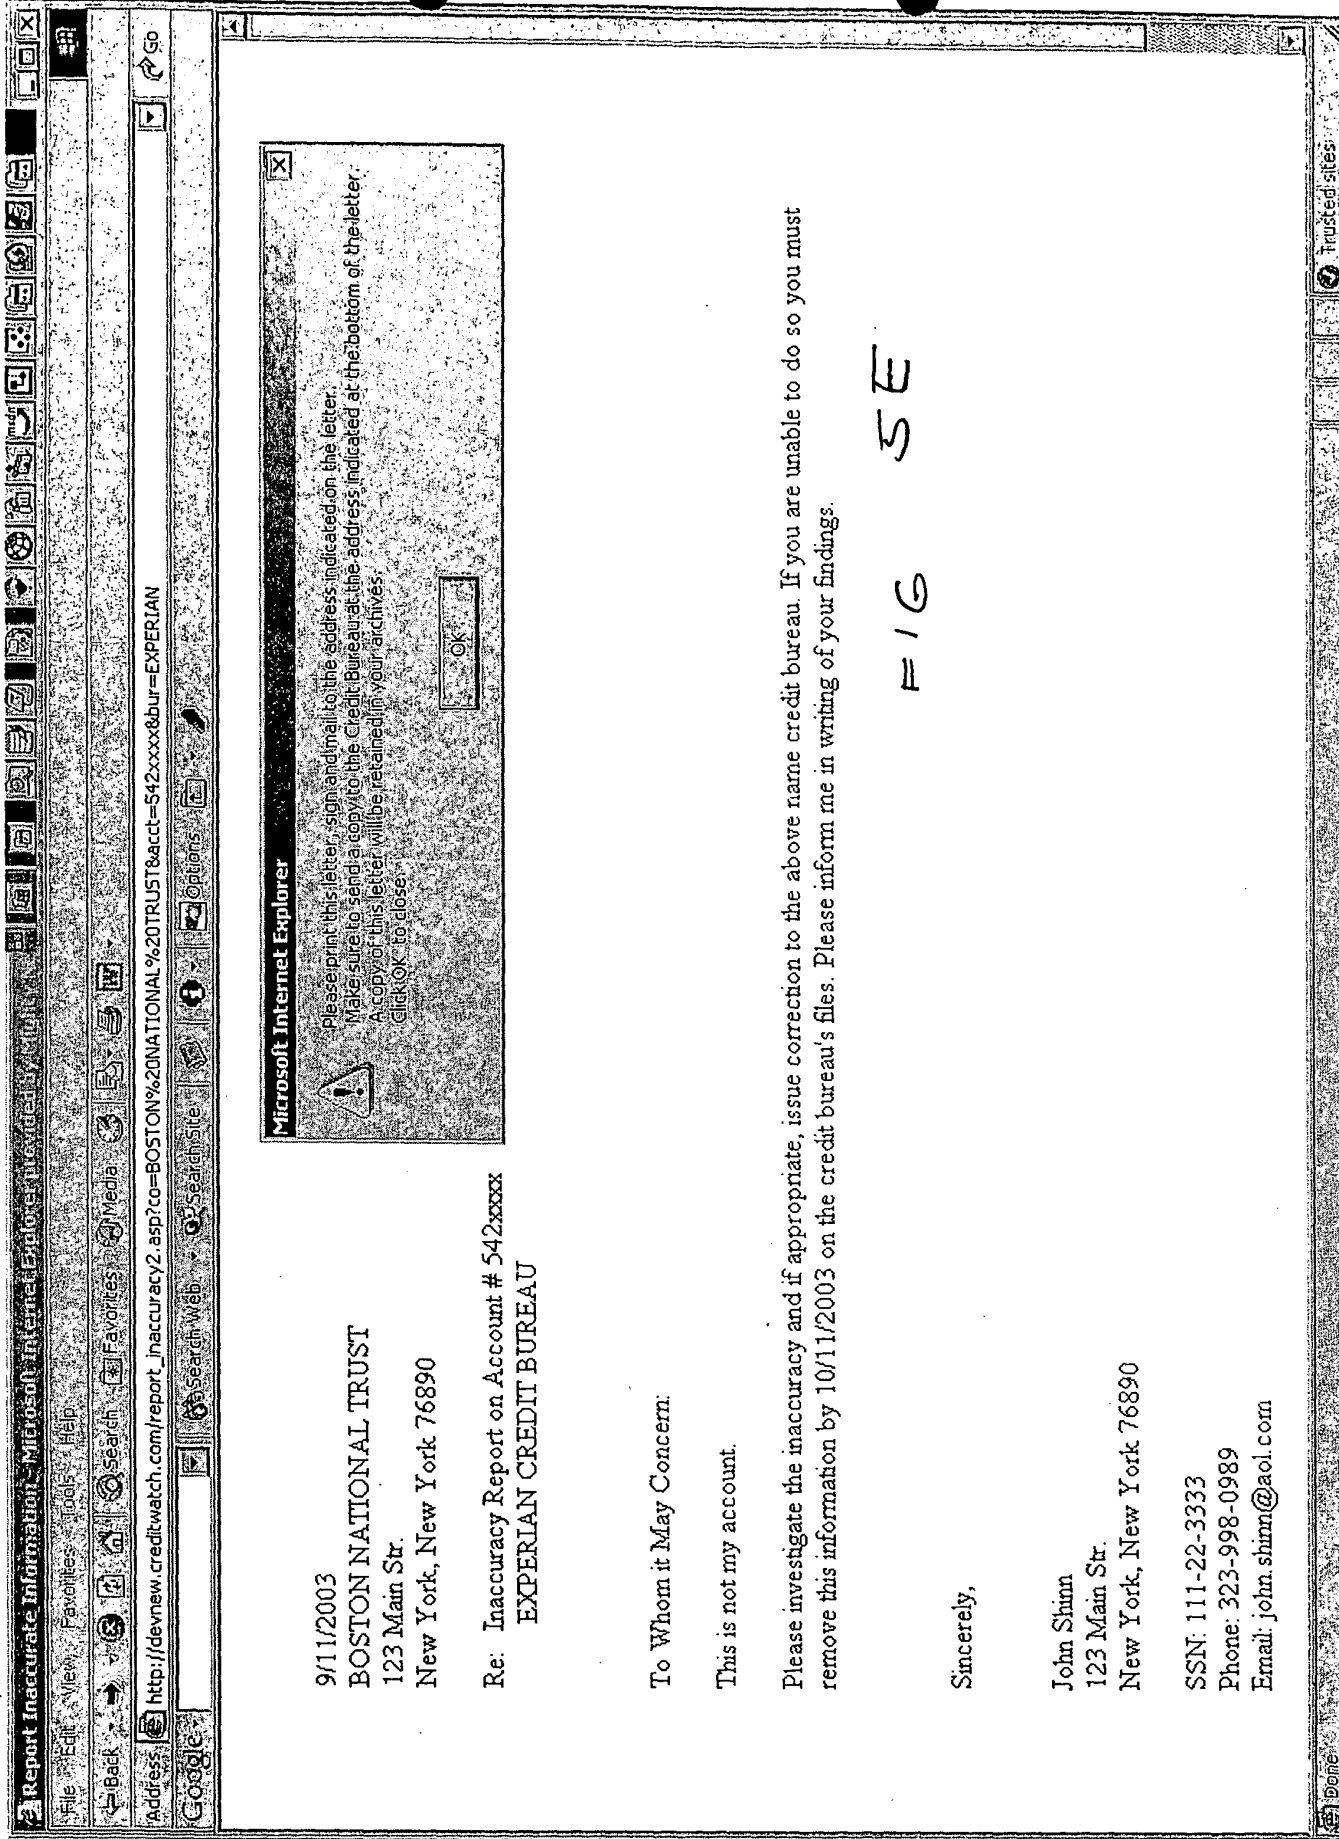 Report Inaccurate Information - Microsoft Internet Explorer provided by
File Edit View Favorites Tools Help
Back Search Favorites Media
Address http://devnew.creditwatch.com/report_inaccuracy2.asp?co=BOSTON%20NATIONAL%20TRUST&acct=542xxxx&bur=EXPERIAN Go
Google Search Web Search Site Options
9/11/2003
BOSTON NATIONAL TRUST
123 Main Str.
New York, New York 76890
Re: Inaccuracy Report on Account # 542xxxx
EXPERIAN CREDIT BUREAU
Microsoft Internet Explorer
Please print this letter, sign and mail to the address indicated on the letter.
Make sure to send a copy to the Credit Bureau at the address indicated at the bottom of the letter.
A copy of this letter will be retained in your archives.
Click OK to close.
OK
To Whom it May Concern:
This is not my account.
Please investigate the inaccuracy and if appropriate, issue correction to the above name credit bureau. If you are unable to do so you must
remove this information by 10/11/2003 on the credit bureau's files. Please inform me in writing of your findings.
FIG 5E
Sincerely,
John Shinn
123 Main Str.
New York, New York 76890
SSN: 111-22-3333
Phone: 323-998-0989
Email: john.shinn@aol.com
Done Trusted sites